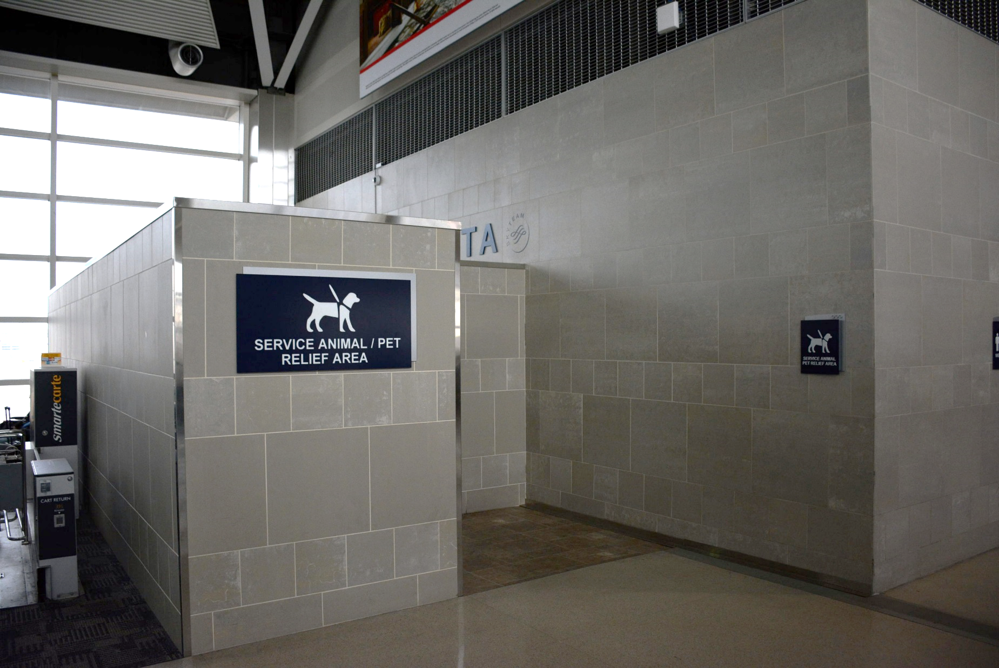 TA
SKYTEAM
SERVICE ANIMAL / PET
RELIEF AREA
SERVICE ANIMAL
PET RELIEF AREA
smartecarte
CART RETURN